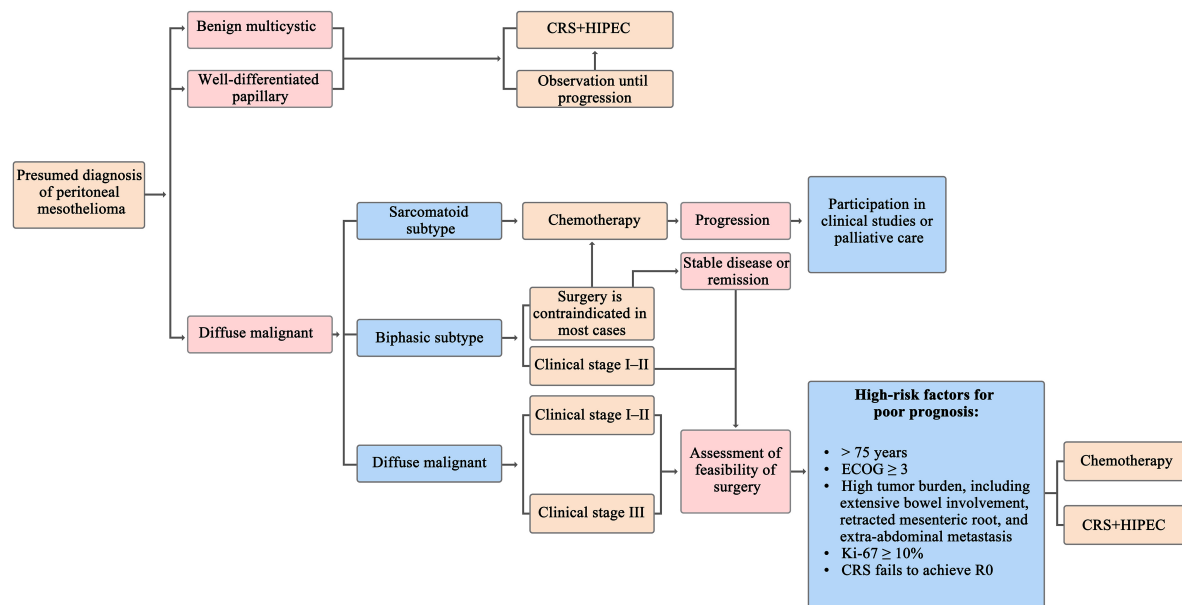 Benign multicystic
Well-differentiated
papillary
CRS+HIPEC
Observation until
progression
Presumed diagnosis
of peritoneal
mesothelioma
Sarcomatoid
subtype
Chemotherapy
Progression
Participation in
clinical studies or
palliative care
Stable disease or
remission
Diffuse malignant
Biphasic subtype
Surgery is
contraindicated in
most cases
Clinical stage I–II
Diffuse malignant
Clinical stage I–II
Clinical stage III
Assessment of
feasibility of
surgery
High-risk factors for
poor prognosis:
• > 75 years
• ECOG ≥ 3
• High tumor burden, including
extensive bowel involvement,
retracted mesenteric root, and
extra-abdominal metastasis
• Ki-67 ≥ 10%
• CRS fails to achieve R0
Chemotherapy
CRS+HIPEC